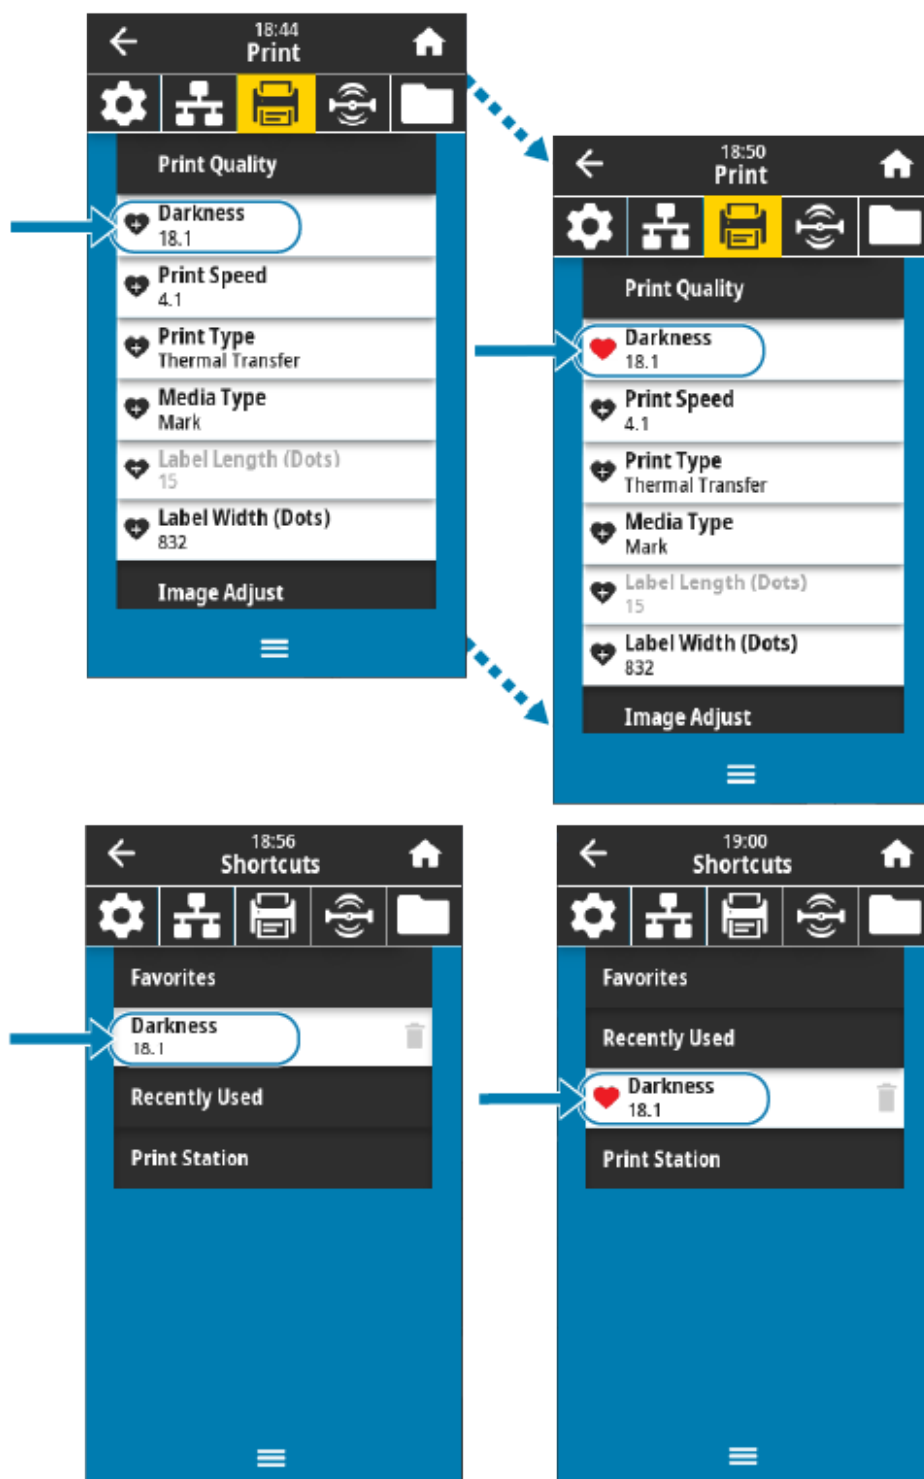 18:44
Print
Print Quality
Darkness
18.1
Print Speed
4.1
Print Type
Thermal Transfer
Media Type
Mark
Label Length (Dots)
15
Label Width (Dots)
832
Image Adjust
18:50
Print
Print Quality
Darkness
18.1
Print Speed
4.1
Print Type
Thermal Transfer
Media Type
Mark
Label Length (Dots)
15
Label Width (Dots)
832
Image Adjust
18:56
Shortcuts
Favorites
Darkness
18.1
Recently Used
Print Station
19:00
Shortcuts
Favorites
Recently Used
Darkness
18.1
Print Station